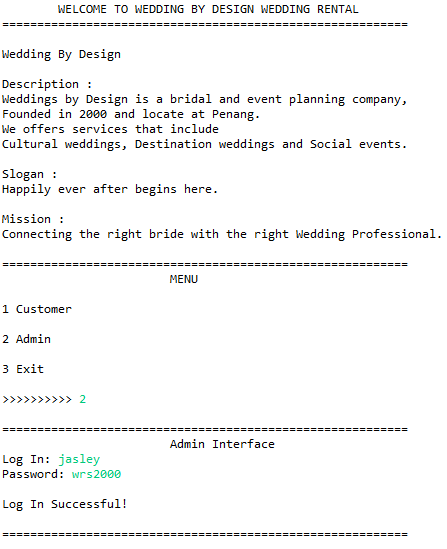 WELCOME TO WEDDING BY DESIGN WEDDING RENTAL
==========================================================
Wedding By Design
Description :
Weddings by Design is a bridal and event planning company,
Founded in 2000 and locate at Penang.
We offers services that include
Cultural weddings, Destination weddings and Social events.
Slogan :
Happily ever after begins here.
Mission :
Connecting the right bride with the right Wedding Professional.
==========================================================
MENU
1 Customer
2 Admin
3 Exit
>>>>>>>>>> 2
==========================================================
Admin Interface
Log In: jasley
Password: wrs2000
Log In Successful!
==========================================================